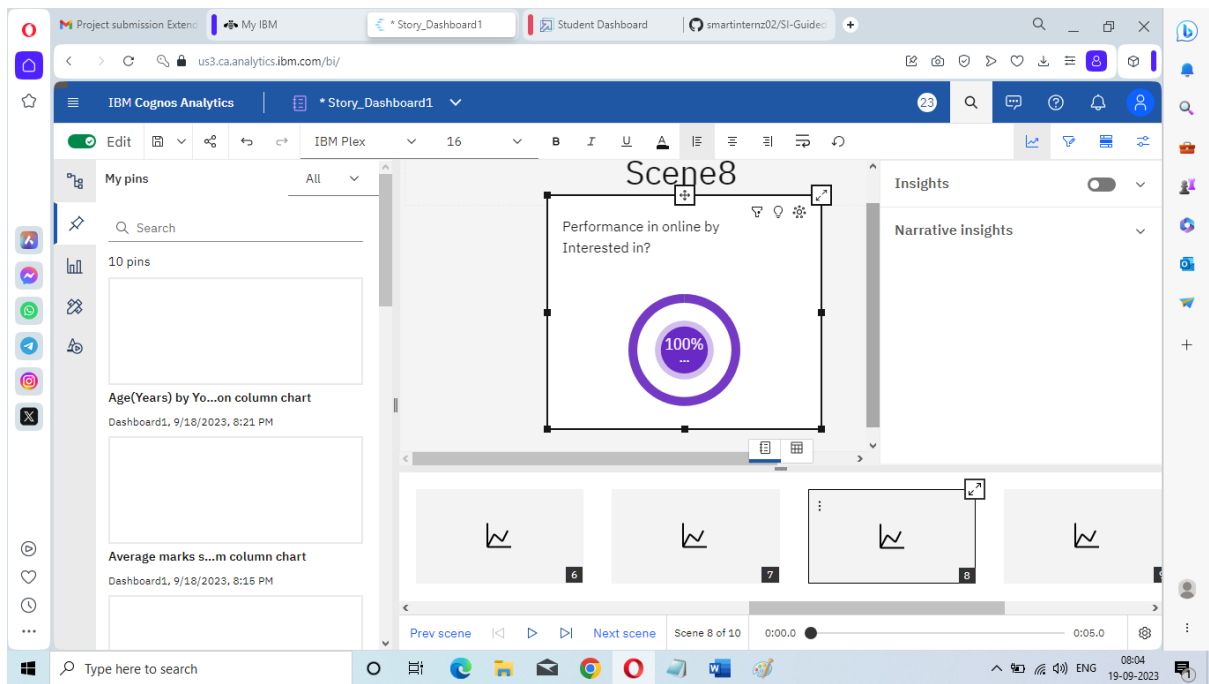 Project submission Extend
My IBM
* Story_Dashboard1
Student Dashboard
smartinternz02/SI-Guided
us3.ca.analytics.ibm.com/bi/
IBM Cognos Analytics
* Story_Dashboard1
23
Edit
IBM Plex
16
B
I
U
A
My pins
All
Search
10 pins
Age(Years) by Yo...on column chart
Dashboard1, 9/18/2023, 8:21 PM
Average marks s...m column chart
Dashboard1, 9/18/2023, 8:15 PM
Scene8
Performance in online by
Interested in?
100%
...
Insights
Narrative insights
6
7
8
Prev scene
Next scene
Scene 8 of 10
0:00.0
0:05.0
Type here to search
ENG
08:04
19-09-2023
1